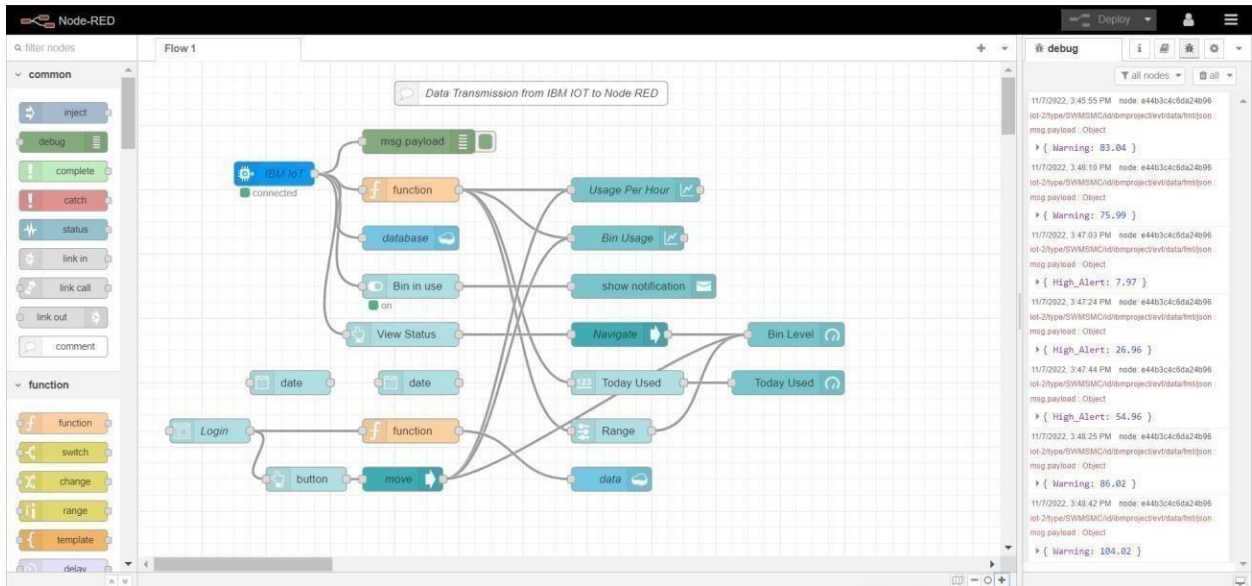 Node-RED
Deploy
filter nodes
Flow 1
debug
i
common
all nodes
all
inject
debug
complete
catch
status
link in
link call
link out
comment
function
function
switch
change
range
template
delay
Data Transmission from IBM IOT to Node RED
msg.payload
IBM IoT
connected
function
Usage Per Hour
database
Bin Usage
Bin in use
on
show notification
View Status
Navigate
Bin Level
date
date
123
Today Used
Today Used
Login
function
Range
button
move
data
11/7/2022, 3:45:55 PM node: e44b3c4c6da24b96
iot-2/type/SWMSMC/id/ibmproject/evt/data/fmt/json :
msg.payload : Object
{ Warning: 83.04 }
11/7/2022, 3:46:10 PM node: e44b3c4c6da24b96
iot-2/type/SWMSMC/id/ibmproject/evt/data/fmt/json :
msg.payload : Object
{ Warning: 75.99 }
11/7/2022, 3:47:03 PM node: e44b3c4c6da24b96
iot-2/type/SWMSMC/id/ibmproject/evt/data/fmt/json :
msg.payload : Object
{ High_Alert: 7.97 }
11/7/2022, 3:47:24 PM node: e44b3c4c6da24b96
iot-2/type/SWMSMC/id/ibmproject/evt/data/fmt/json :
msg.payload : Object
{ High_Alert: 26.96 }
11/7/2022, 3:47:44 PM node: e44b3c4c6da24b96
iot-2/type/SWMSMC/id/ibmproject/evt/data/fmt/json :
msg.payload : Object
{ High_Alert: 54.96 }
11/7/2022, 3:48:25 PM node: e44b3c4c6da24b96
iot-2/type/SWMSMC/id/ibmproject/evt/data/fmt/json :
msg.payload : Object
{ Warning: 86.02 }
11/7/2022, 3:48:42 PM node: e44b3c4c6da24b96
iot-2/type/SWMSMC/id/ibmproject/evt/data/fmt/json :
msg.payload : Object
{ Warning: 104.02 }